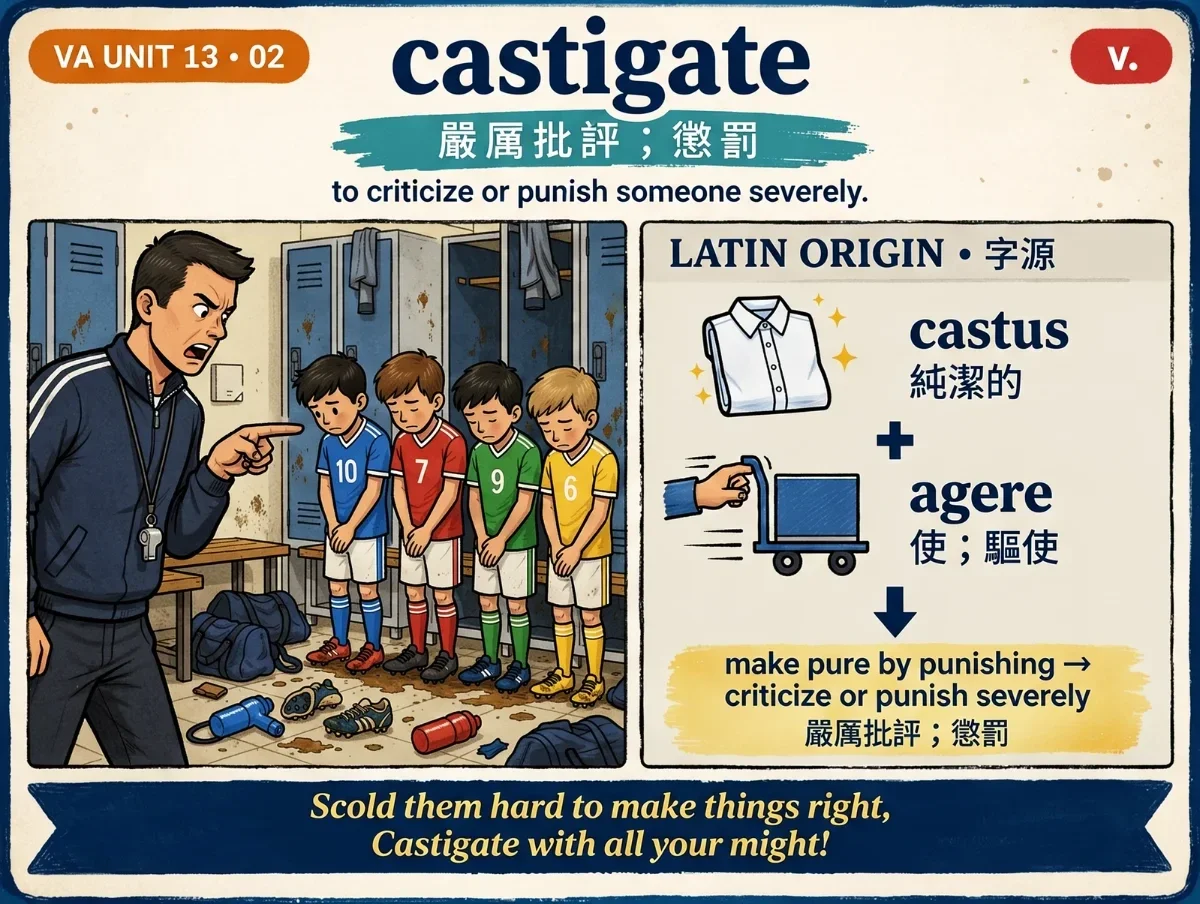 VA UNIT 13 • 02
castigate
v.
嚴厲批評；懲罰
to criticize or punish someone severely.
10
7
9
6
LATIN ORIGIN • 字源
castus
純潔的
+
agere
使；驅使
make pure by punishing →
criticize or punish severely
嚴厲批評；懲罰
Scold them hard to make things right,
Castigate with all your might!